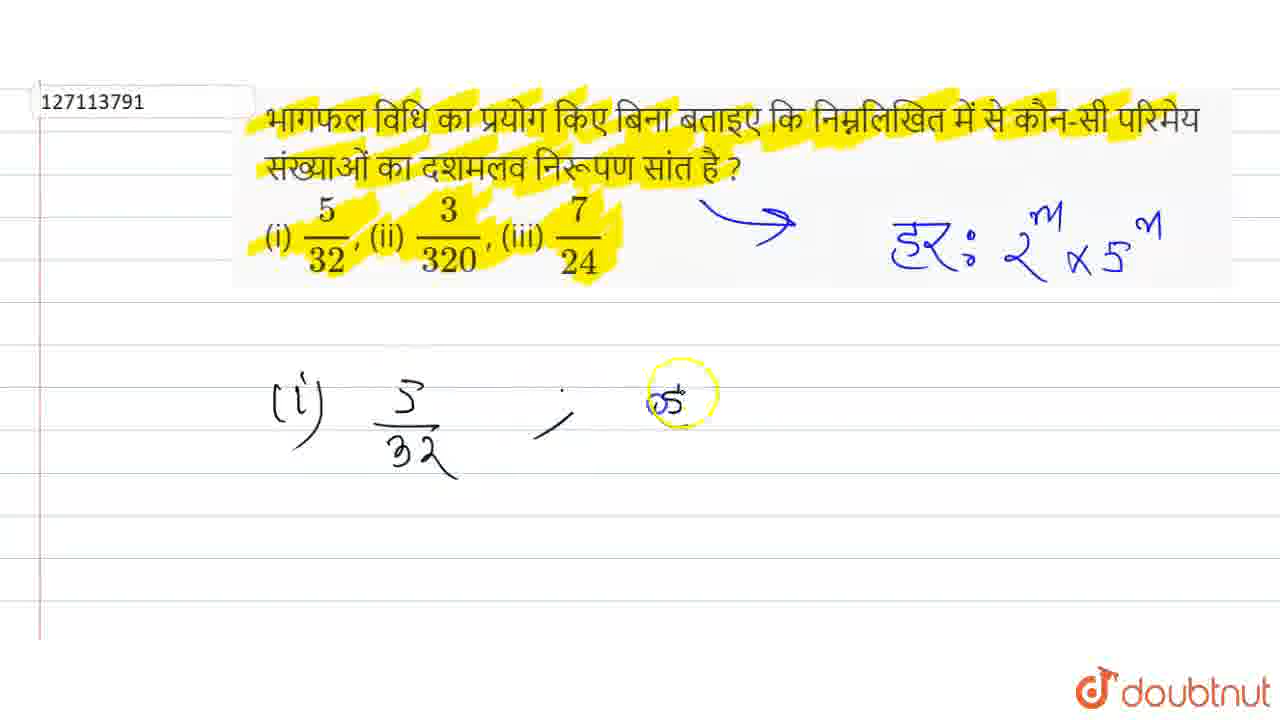 127113791
भागफल विधि का प्रयोग किए बिना बताइए कि निम्नलिखित में से कौन-सी परिमेय
संख्याओं का दशमलव निरूपण सांत है ?
(i) 5/32, (ii) 3/320, (iii) 7/24
हर: 2^m × 5^n
(i) 5/32 ; 5
doubtnut